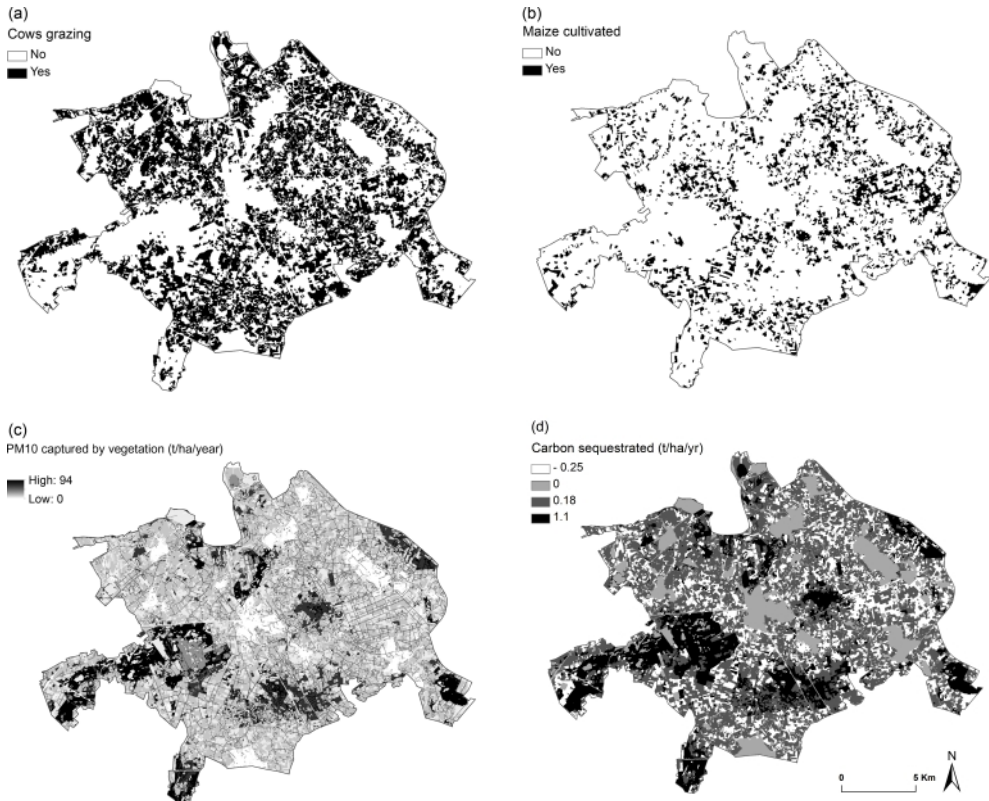 (a)
Cows grazing
No
Yes
(b)
Maize cultivated
No
Yes
(c)
PM10 captured by vegetation (t/ha/year)
High: 94
Low: 0
(d)
Carbon sequestrated (t/ha/yr)
- 0.25
0
0.18
1.1
N
0 5 Km